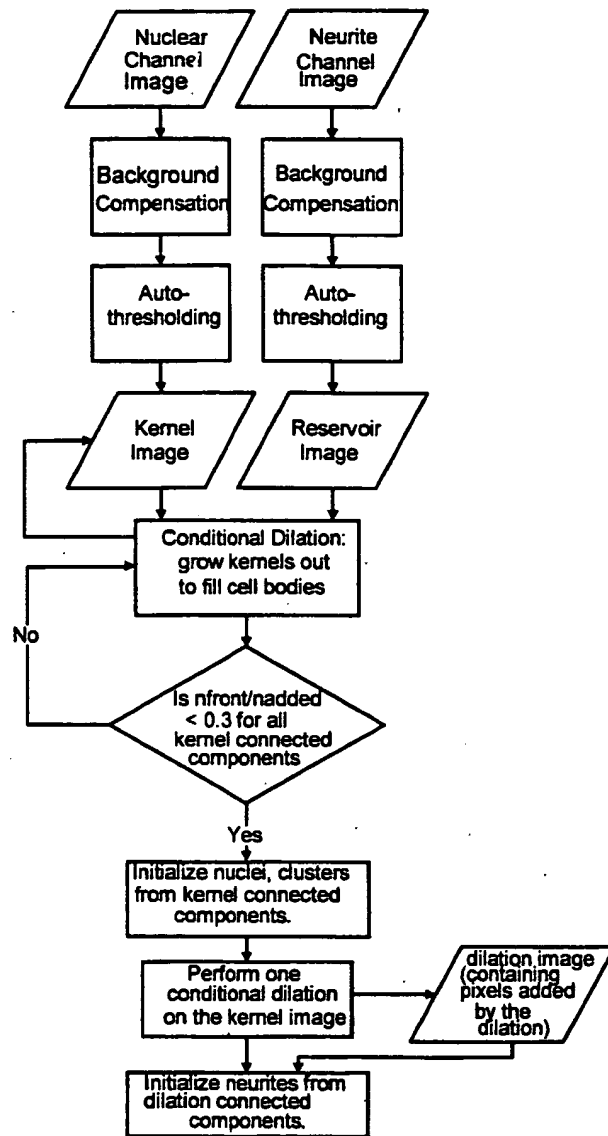 Nuclear
Channel
Image
Neurite
Channel
Image
Background
Compensation
Background
Compensation
Auto-
thresholding
Auto-
thresholding
Kernel
Image
Reservoir
Image
Conditional Dilation:
grow kernels out
to fill cell bodies
No
Is nfront/nadded
< 0.3 for all
kernel connected
components
Yes
Initialize nuclei, clusters
from kernel connected
components.
Perform one
conditional dilation
on the kernel image
dilation image
(containing
pixels added
by the
dilation)
Initialize neurites from
dilation connected
components.